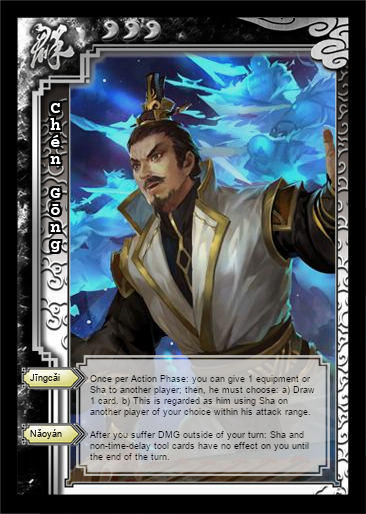 群
Chén Gōng
Jīngcǎi
Once per Action Phase: you can give 1 equipment or
Sha to another player; then, he must choose: a) Draw
1 card. b) This is regarded as him using Sha on
another player of your choice within his attack range.
Nǎoyán
After you suffer DMG outside of your turn: Sha and
non-time-delay tool cards have no effect on you until
the end of the turn.